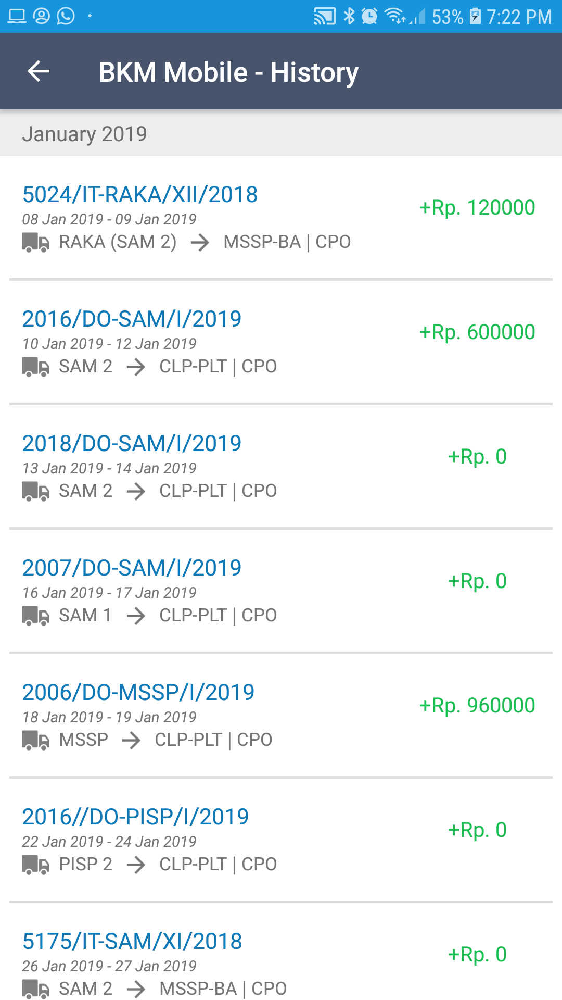 53% 7:22 PM
BKM Mobile - History
January 2019
5024/IT-RAKA/XII/2018
+Rp. 120000
08 Jan 2019 - 09 Jan 2019
RAKA (SAM 2) → MSSP-BA | CPO
2016/DO-SAM/I/2019
+Rp. 600000
10 Jan 2019 - 12 Jan 2019
SAM 2 → CLP-PLT | CPO
2018/DO-SAM/I/2019
+Rp. 0
13 Jan 2019 - 14 Jan 2019
SAM 2 → CLP-PLT | CPO
2007/DO-SAM/I/2019
+Rp. 0
16 Jan 2019 - 17 Jan 2019
SAM 1 → CLP-PLT | CPO
2006/DO-MSSP/I/2019
+Rp. 960000
18 Jan 2019 - 19 Jan 2019
MSSP → CLP-PLT | CPO
2016//DO-PISP/I/2019
+Rp. 0
22 Jan 2019 - 24 Jan 2019
PISP 2 → CLP-PLT | CPO
5175/IT-SAM/XI/2018
+Rp. 0
26 Jan 2019 - 27 Jan 2019
SAM 2 → MSSP-BA | CPO